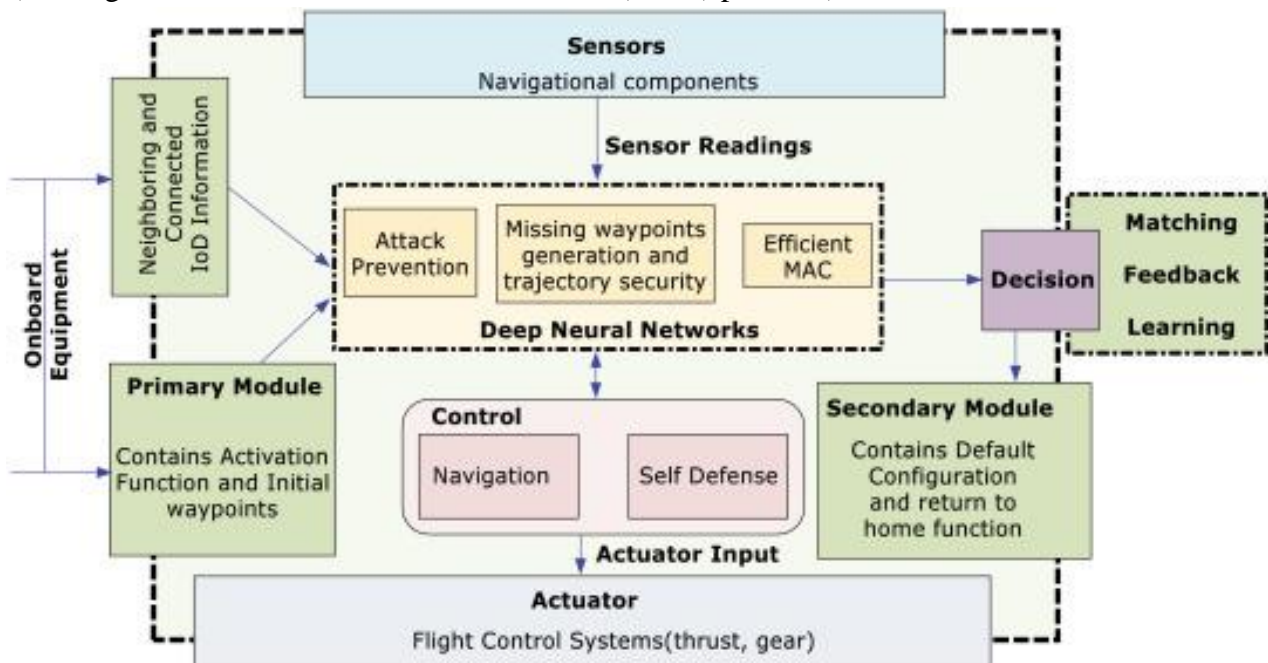 Sensors
Navigational components
Sensor Readings
Neighboring and
Connected
IoD Information
Onboard
Equipment
Attack
Prevention
Missing waypoints
generation and
trajectory security
Efficient
MAC
Deep Neural Networks
Decision
Matching
Feedback
Learning
Primary Module
Contains Activation
Function and Initial
waypoints
Control
Navigation
Self Defense
Secondary Module
Contains Default
Configuration
and return to
home function
Actuator Input
Actuator
Flight Control Systems(thrust, gear)